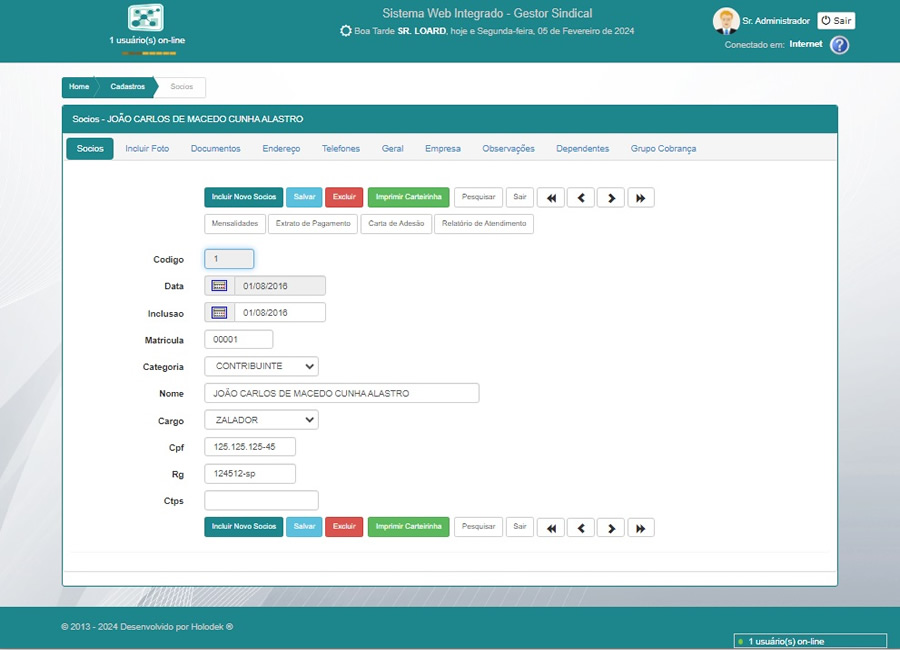 Sistema Web Integrado - Gestor Sindical
1 usuário(s) on-line
Boa Tarde SR. LOARD, hoje e Segunda-feira, 05 de Fevereiro de 2024
Sr. Administrador Sair
Conectado em: Internet ?
Home Cadastros Socios
Socios - JOÃO CARLOS DE MACEDO CUNHA ALASTRO
Socios Incluir Foto Documentos Endereço Telefones Geral Empresa Observações Dependentes Grupo Cobrança
Incluir Novo Socios Salvar Excluir Imprimir Carteirinha Pesquisar Sair
Mensalidades Extrato de Pagamento Carta de Adesão Relatório de Atendimento
Codigo 1
Data 01/08/2016
Inclusao 01/08/2016
Matricula 00001
Categoria CONTRIBUINTE
Nome JOÃO CARLOS DE MACEDO CUNHA ALASTRO
Cargo ZALADOR
Cpf 125.125.125-45
Rg 124512-sp
Ctps
Incluir Novo Socios Salvar Excluir Imprimir Carteirinha Pesquisar Sair
© 2013 - 2024 Desenvolvido por Holodek ®
1 usuário(s) on-line